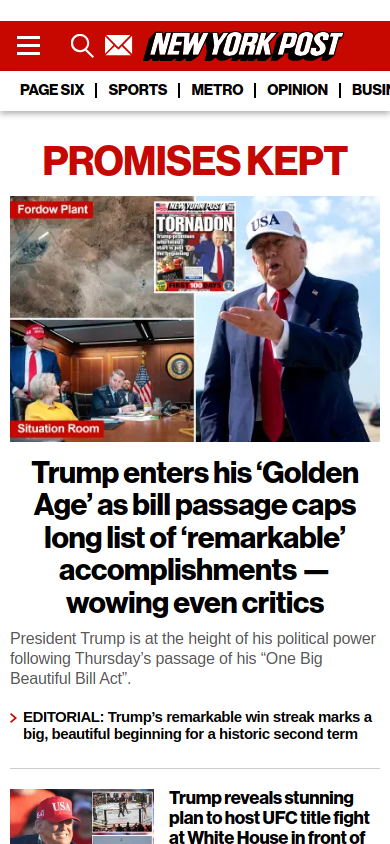 NEW YORK POST
PAGE SIX | SPORTS | METRO | OPINION | BUSIN
PROMISES KEPT
Fordow Plant
NEW YORK POST
TORNADON
Trump promises
USA
FIRST 100 DAYS
Situation Room
Trump enters his ‘Golden
Age’ as bill passage caps
long list of ‘remarkable’
accomplishments —
wowing even critics
President Trump is at the height of his political power
following Thursday’s passage of his “One Big
Beautiful Bill Act”.
EDITORIAL: Trump’s remarkable win streak marks a
big, beautiful beginning for a historic second term
USA
Trump reveals stunning
plan to host UFC title fight
at White House in front of